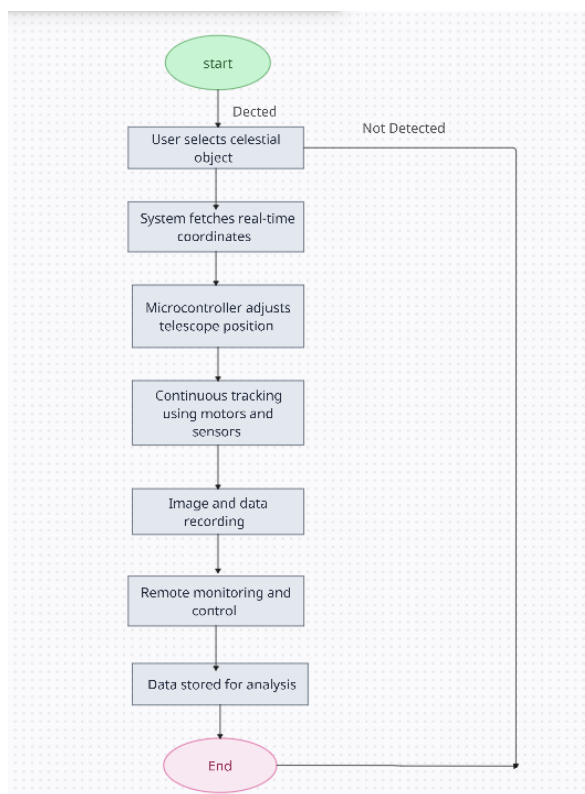 start
Dected
Not Detected
User selects celestial
object
System fetches real-time
coordinates
Microcontroller adjusts
telescope position
Continuous tracking
using motors and
sensors
Image and data
recording
Remote monitoring and
control
Data stored for analysis
End